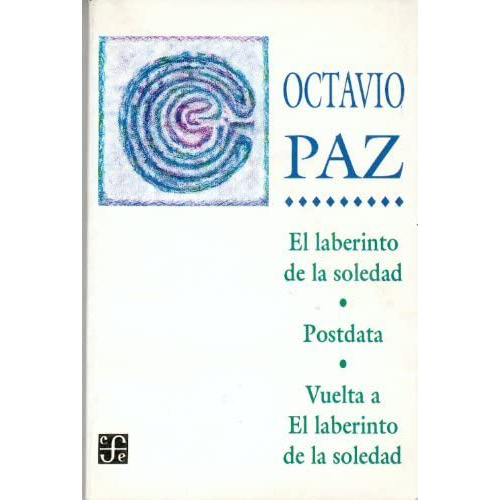 OCTAVIO
PAZ
El laberinto
de la soledad
Postdata
Vuelta a
El laberinto
de la soledad
c
f
e